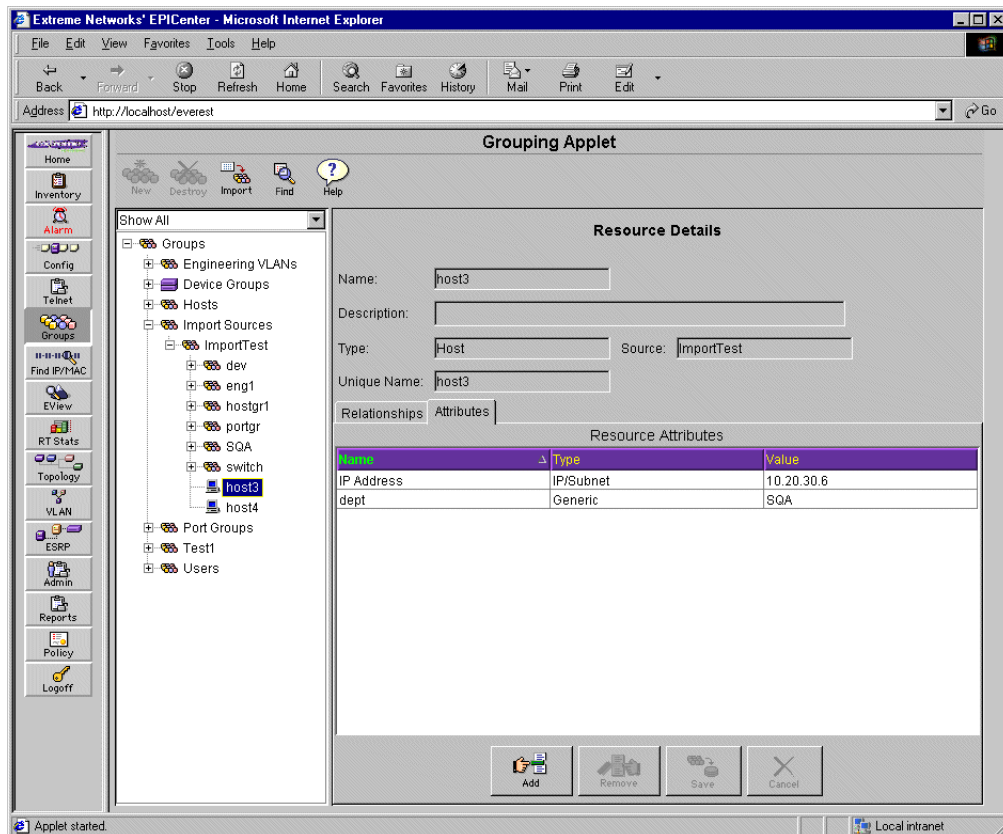 Extreme Networks' EPICenter - Microsoft Internet Explorer
File Edit View Favorites Tools Help
Back Forward Stop Refresh Home Search Favorites History Mail Print Edit
Address http://localhost/everest Go
Home
Inventory
Alarm
Config
Telnet
Groups
Find IP/MAC
EView
RT Stats
Topology
VLAN
ESRP
Admin
Reports
Policy
Logoff
Grouping Applet
New Destroy Import Find Help
Show All
Groups
Engineering VLANs
Device Groups
Hosts
Import Sources
ImportTest
dev
eng1
hostgr1
portgr
SQA
switch
host3
host4
Port Groups
Test1
Users
Resource Details
Name: host3
Description:
Type: Host Source: ImportTest
Unique Name: host3
Relationships Attributes
Resource Attributes
Name Type Value
IP Address IP/Subnet 10.20.30.6
dept Generic SQA
Add Remove Save Cancel
Applet started. Local intranet